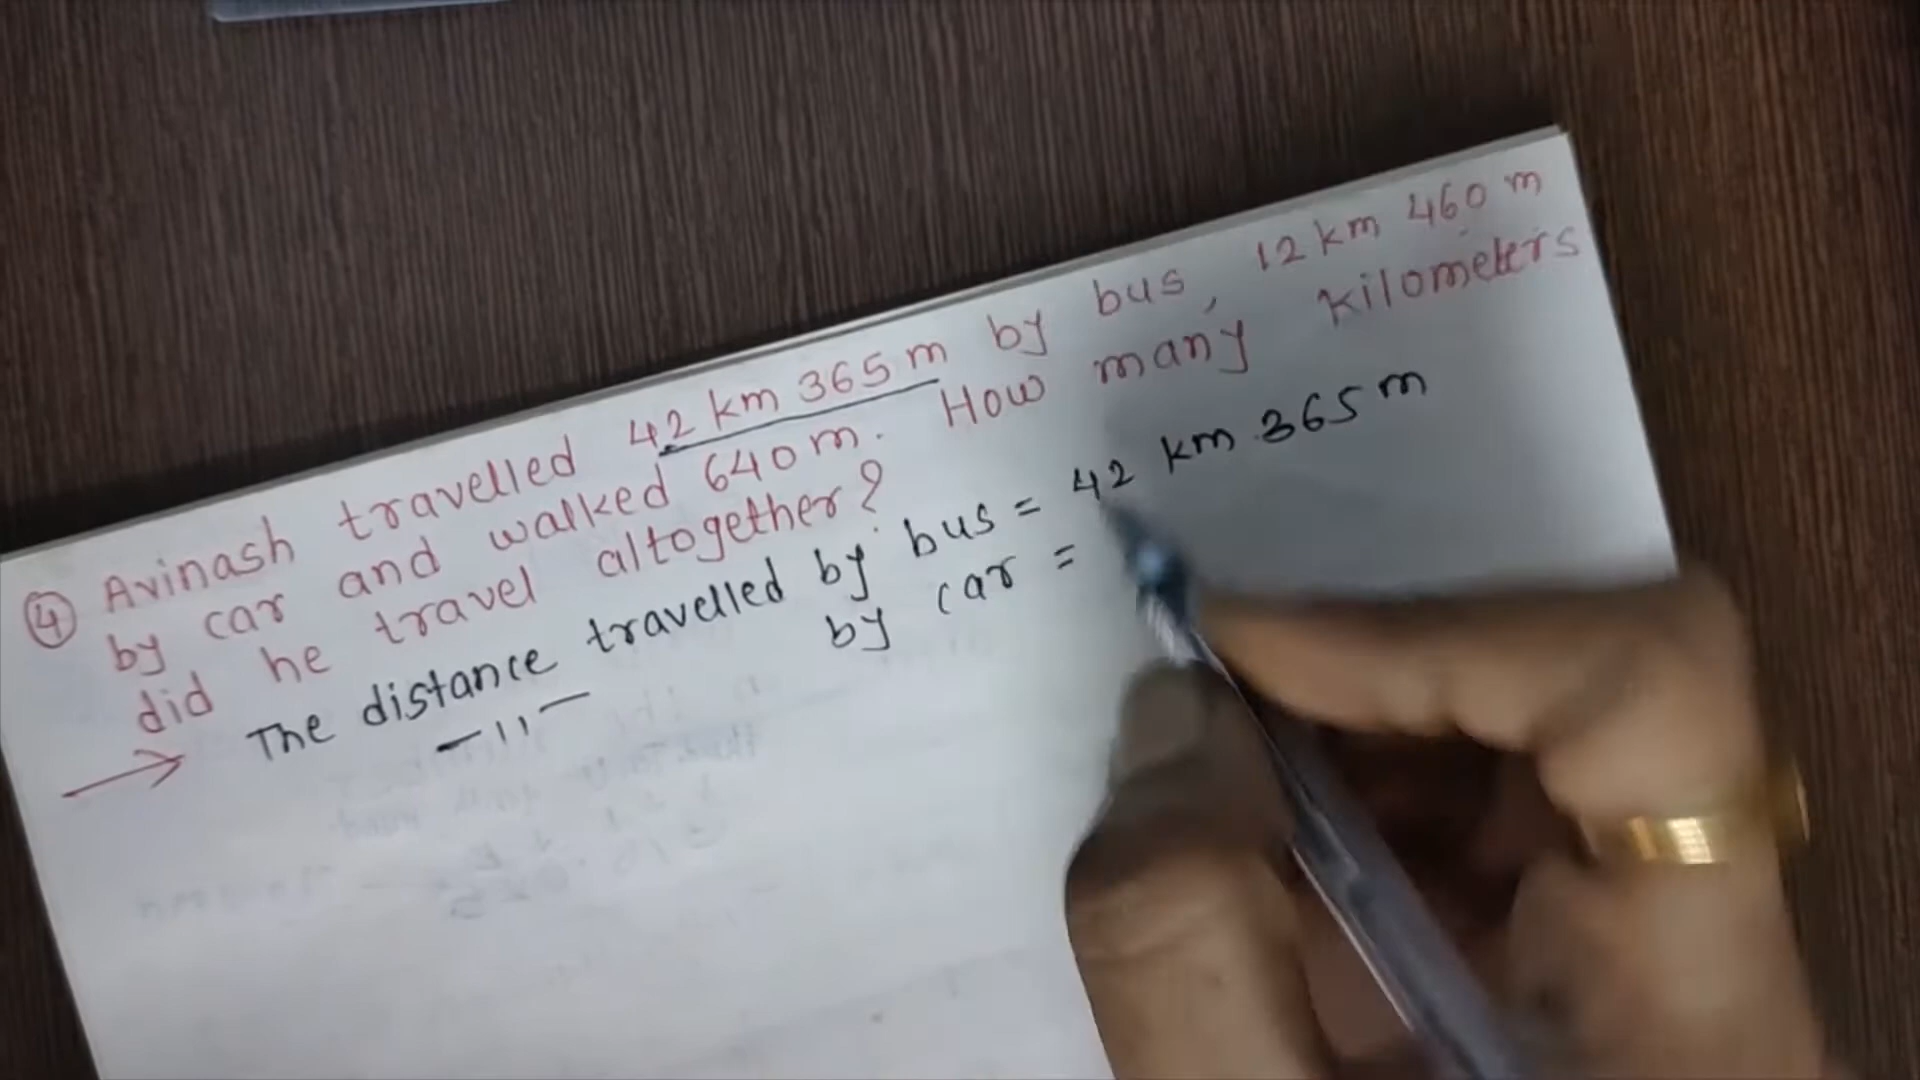 ④ Avinash travelled 42 km 365 m by bus, 12 km 460 m
by car and walked 640 m. How many kilometers
did he travel altogether?
→ The distance travelled by bus = 42 km 365 m
—〃— by car =